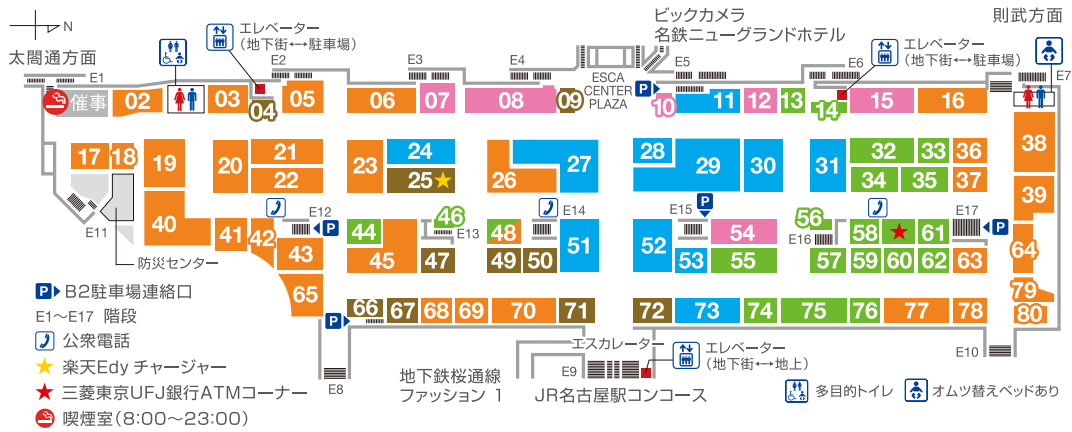 N
太閤通方面
エレベーター
(地下街⟷駐車場)
ビックカメラ
名鉄ニューグランドホテル
則武方面
エレベーター
(地下街⟷駐車場)
E1
E2
E3
E4
E5
E6
E7
ESCA
CENTER
PLAZA
催事
02
03
04
05
06
07
08
09
P
10
11
12
13
14
15
16
17
18
19
20
21
22
23
24
25
26
27
28
29
30
31
32
33
34
35
36
37
38
39
40
41
42
43
44
45
46
47
48
49
50
51
52
53
54
55
56
57
58
59
60
61
62
63
64
65
E11
E12
P
E13
E14
E15
P
E16
E17
P
防災センター
P
66
67
68
69
70
71
72
73
74
75
76
77
78
79
80
P B2駐車場連絡口
E1〜E17 階段
公衆電話
楽天Edyチャージャー
三菱東京UFJ銀行ATMコーナー
喫煙室(8:00〜23:00)
E8
地下鉄桜通線
ファッション 1
エスカレーター
E9
JR名古屋駅コンコース
エレベーター
(地下街⟷地上)
E10
多目的トイレ
オムツ替えベッドあり